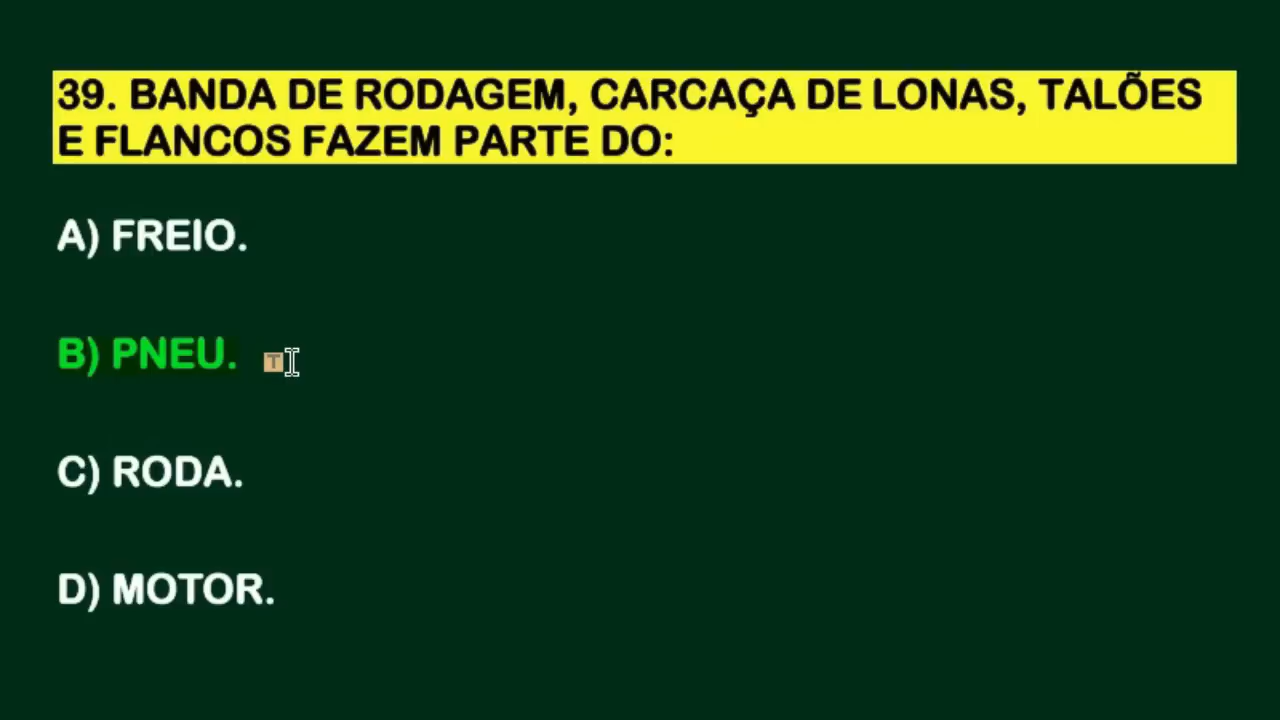 39. BANDA DE RODAGEM, CARCAÇA DE LONAS, TALÕES
E FLANCOS FAZEM PARTE DO:
A) FREIO.
B) PNEU. T
C) RODA.
D) MOTOR.